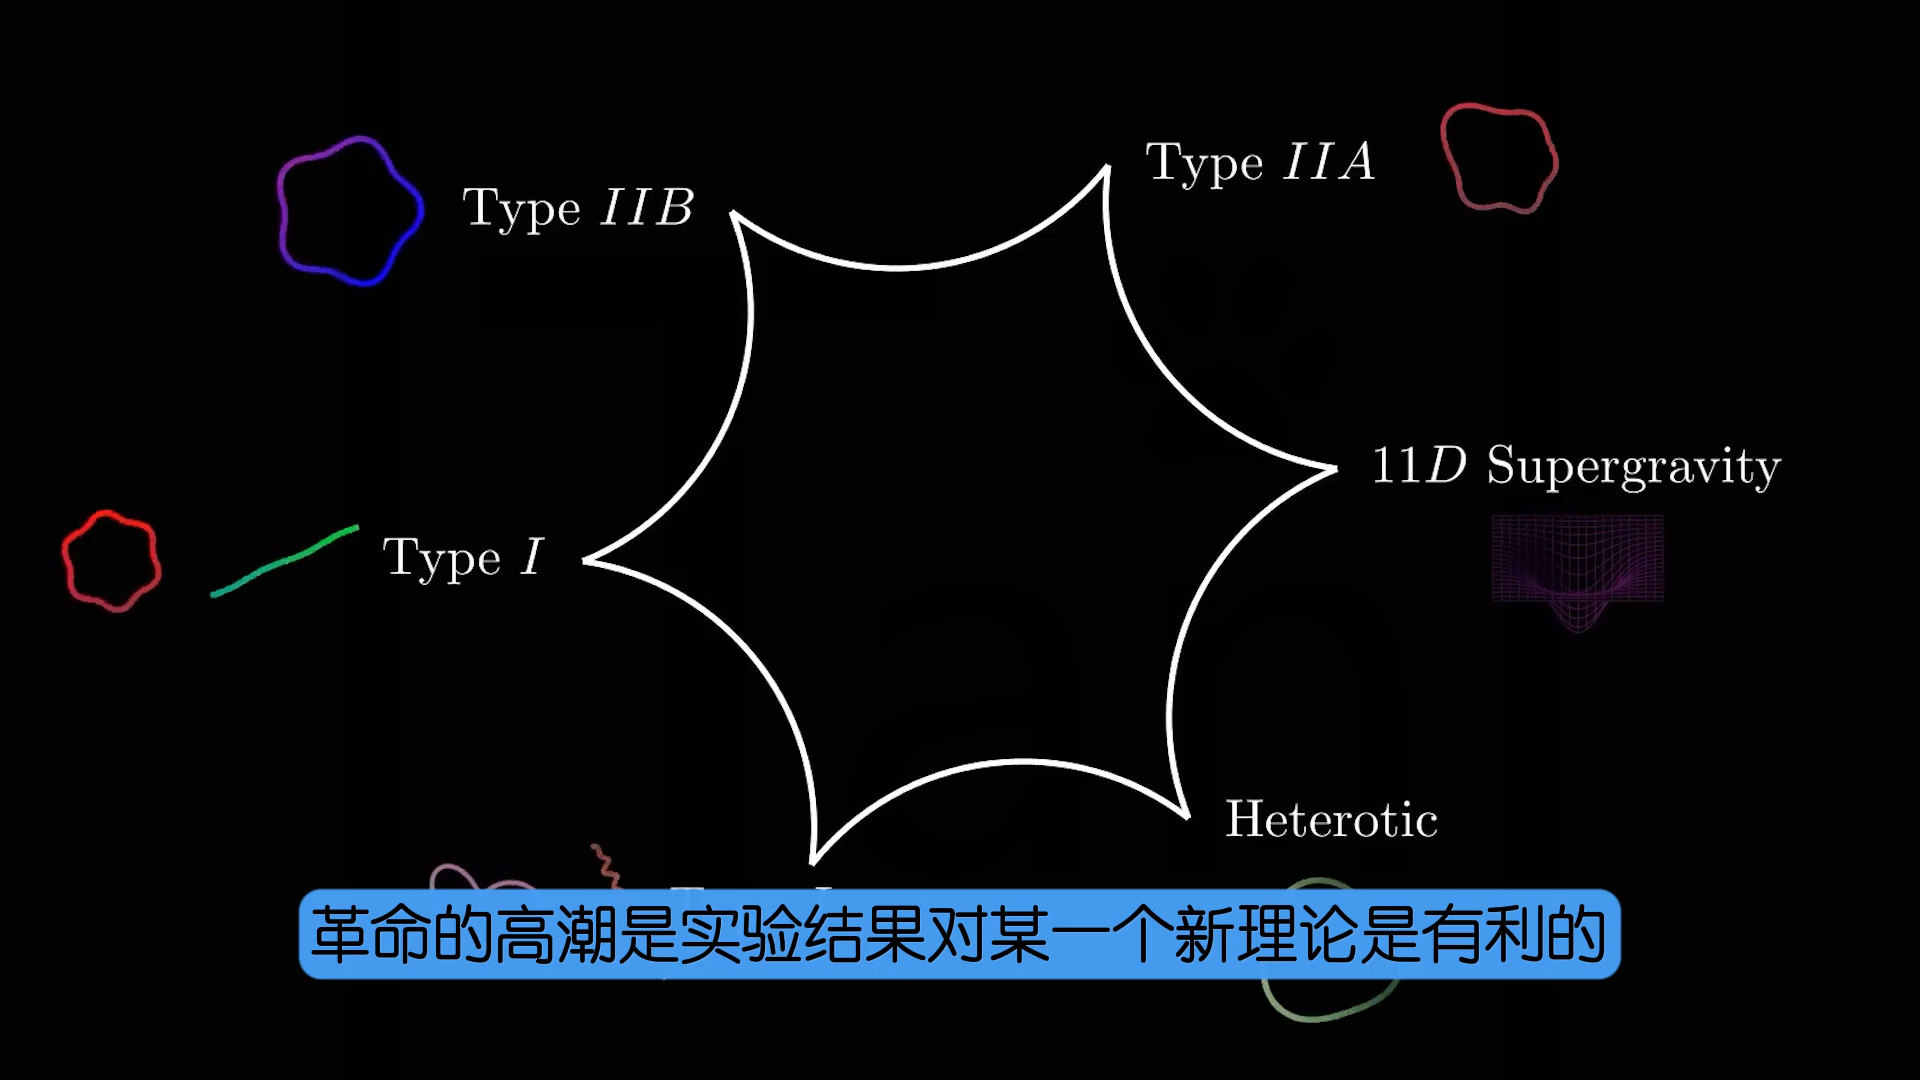 Type IIA
Type IIB
11D Supergravity
Type I
Heterotic
革命的高潮是实验结果对某一个新理论是有利的